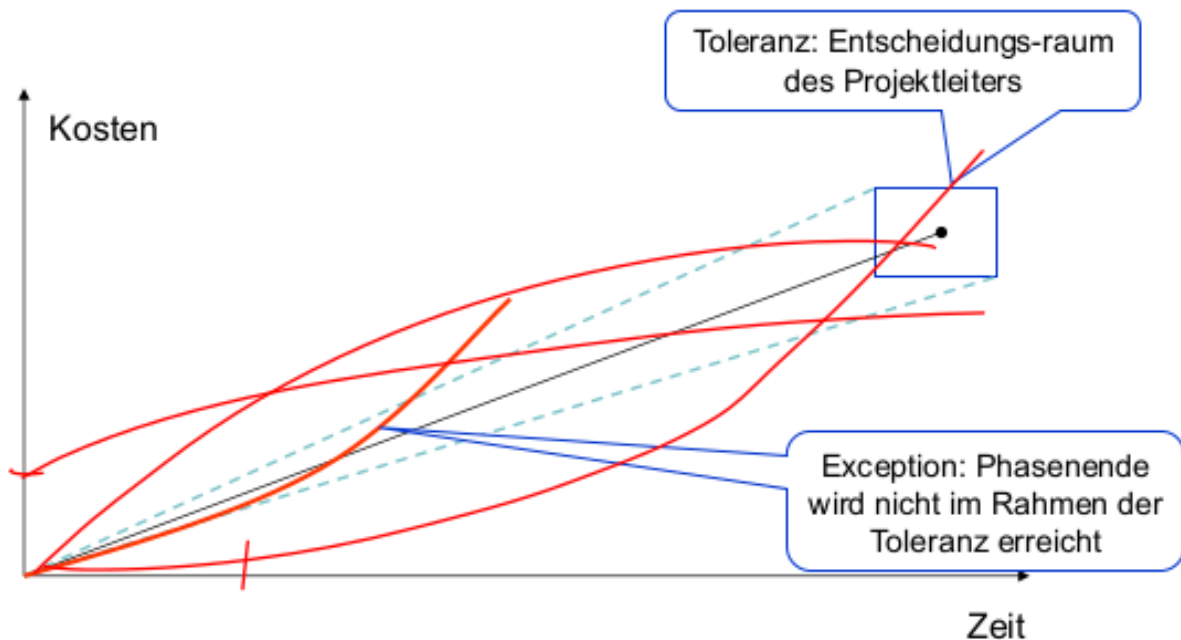 Toleranz: Entscheidungs-raum
des Projektleiters
Kosten
Exception: Phasenende
wird nicht im Rahmen der
Toleranz erreicht
Zeit